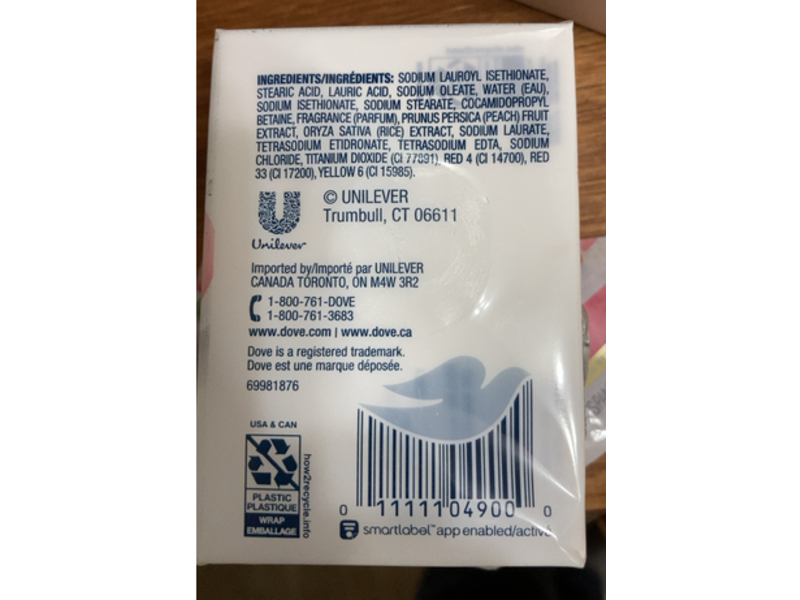 INGREDIENTS/INGRÉDIENTS: SODIUM LAUROYL ISETHIONATE,
STEARIC ACID, LAURIC ACID, SODIUM OLEATE, WATER (EAU),
SODIUM ISETHIONATE, SODIUM STEARATE, COCAMIDOPROPYL
BETAINE, FRAGRANCE (PARFUM), PRUNUS PERSICA (PEACH) FRUIT
EXTRACT, ORYZA SATIVA (RICE) EXTRACT, SODIUM LAURATE,
TETRASODIUM ETIDRONATE, TETRASODIUM EDTA, SODIUM
CHLORIDE, TITANIUM DIOXIDE (CI 77891), RED 4 (CI 14700), RED
33 (CI 17200), YELLOW 6 (CI 15985).
© UNILEVER
Trumbull, CT 06611
Unilever
Imported by/Importé par UNILEVER
CANADA TORONTO, ON M4W 3R2
1-800-761-DOVE
1-800-761-3683
www.dove.com | www.dove.ca
Dove is a registered trademark.
Dove est une marque déposée.
69981876
USA & CAN
how2recycle.info
PLASTIC
PLASTIQUE
WRAP
EMBALLAGE
0 11111 04900 0
smartlabel™ app enabled/activé